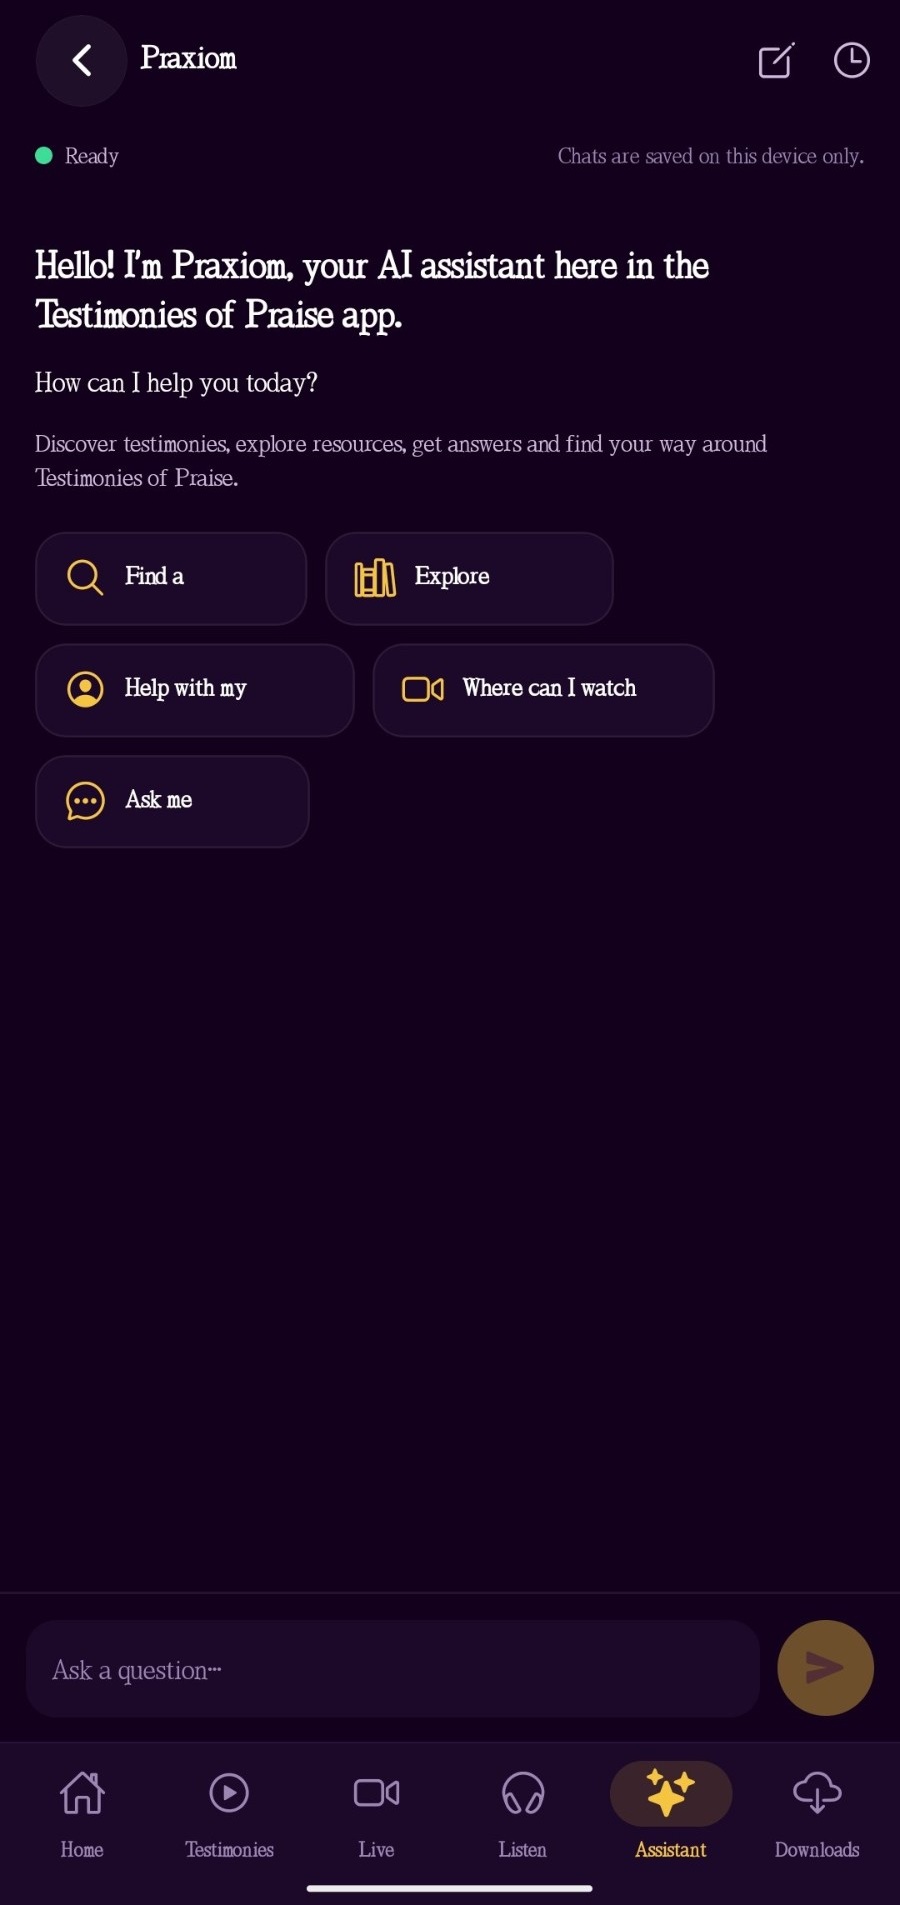 Praxiom
Ready
Chats are saved on this device only.
Hello! I'm Praxiom, your AI assistant here in the
Testimonies of Praise app.
How can I help you today?
Discover testimonies, explore resources, get answers and find your way around
Testimonies of Praise.
Find a
Explore
Help with my
Where can I watch
Ask me
Ask a question···
Home
Testimonies
Live
Listen
Assistant
Downloads